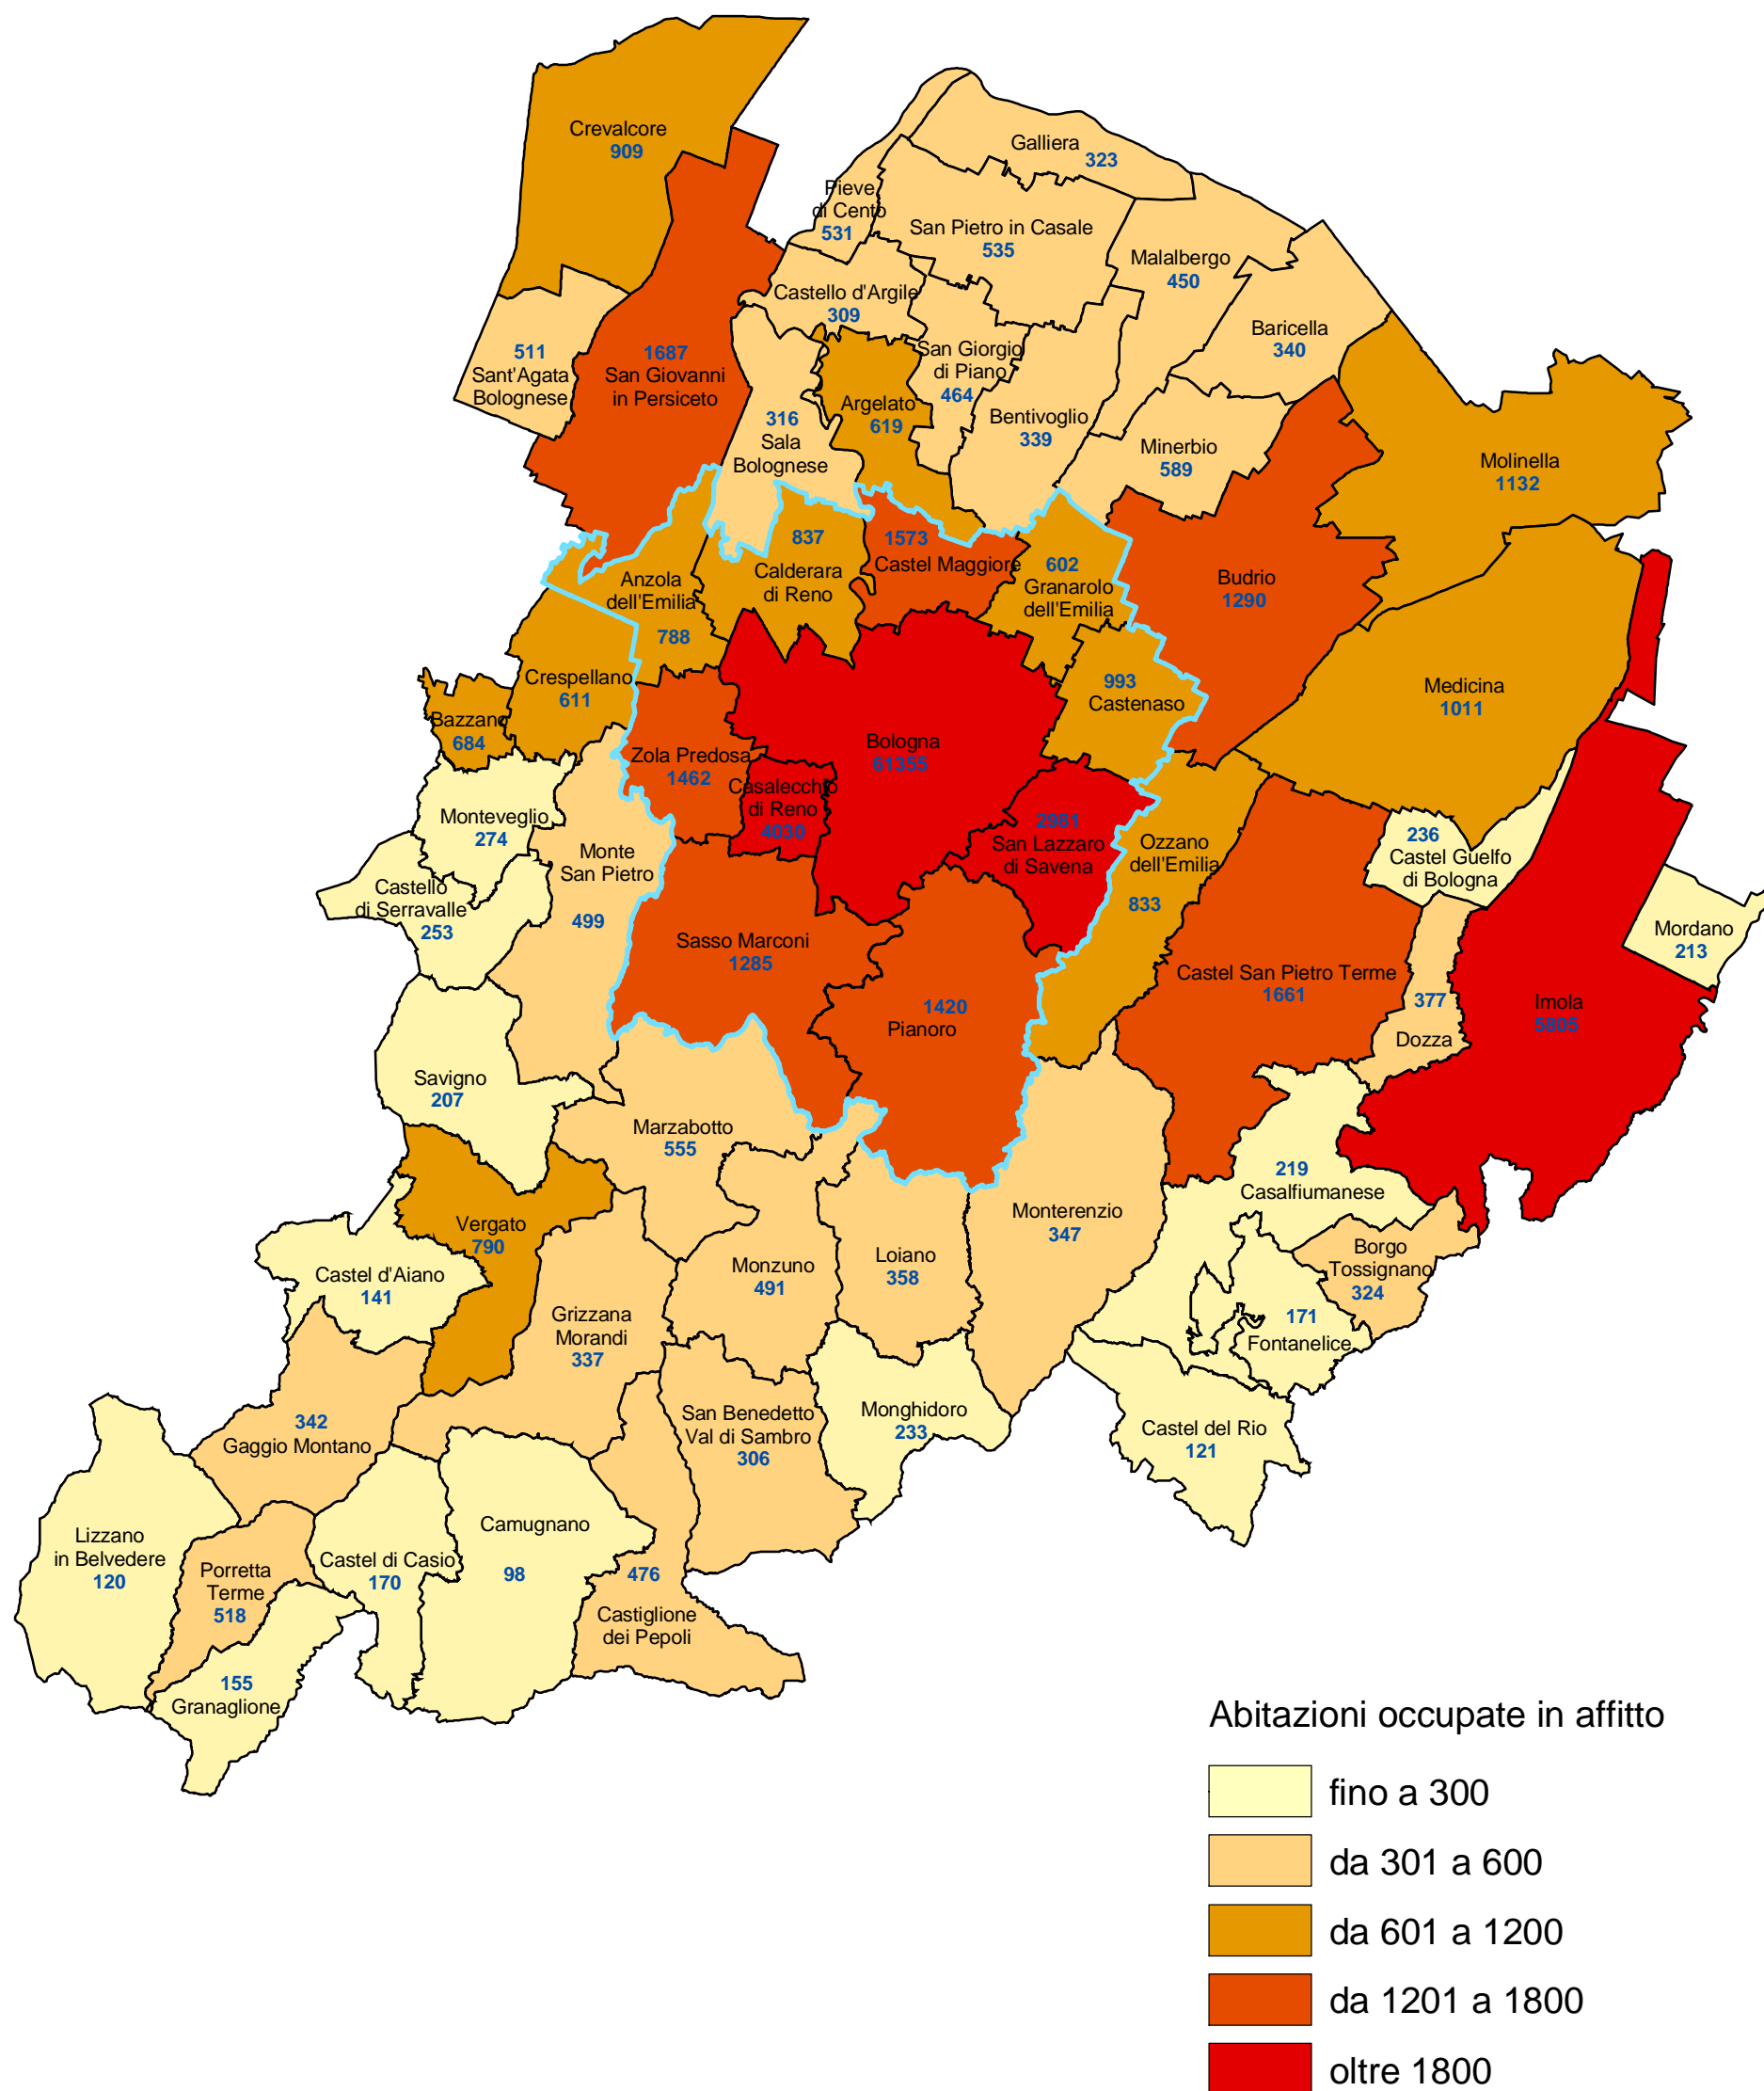 Crevalcore
909
Galliera
323
Pieve
di Cento
531
San Pietro in Casale
535
Malalbergo
450
Castello d'Argile
309
Baricella
340
511
Sant'Agata
Bolognese
1687
San Giovanni
in Persiceto
San Giorgio
di Piano
464
316
Sala
Bolognese
Argelato
619
Bentivoglio
339
Minerbio
589
Molinella
1132
837
Calderara
di Reno
1573
Castel Maggiore
602
Granarolo
dell'Emilia
Budrio
1290
Anzola
dell'Emilia
788
Crespellano
611
993
Castenaso
Medicina
1011
Bazzano
684
Bologna
61355
Zola Predosa
1462
Casalecchio
di Reno
4030
Monteveglio
274
2981
San Lazzaro
di Savena
Ozzano
dell'Emilia
833
236
Castel Guelfo
di Bologna
Monte
San Pietro
499
Castello
di Serravalle
253
Mordano
213
Sasso Marconi
1285
Castel San Pietro Terme
1661
377
Dozza
Imola
5805
1420
Pianoro
Savigno
207
Marzabotto
555
219
Casalfiumanese
Vergato
790
Monterenzio
347
Castel d'Aiano
141
Monzuno
491
Loiano
358
Borgo
Tossignano
324
Grizzana
Morandi
337
171
Fontanelice
342
Gaggio Montano
San Benedetto
Val di Sambro
306
Monghidoro
233
Castel del Rio
121
Lizzano
in Belvedere
120
Porretta
Terme
518
Castel di Casio
170
Camugnano
98
476
Castiglione
dei Pepoli
155
Granaglione
Abitazioni occupate in affitto
fino a 300
da 301 a 600
da 601 a 1200
da 1201 a 1800
oltre 1800